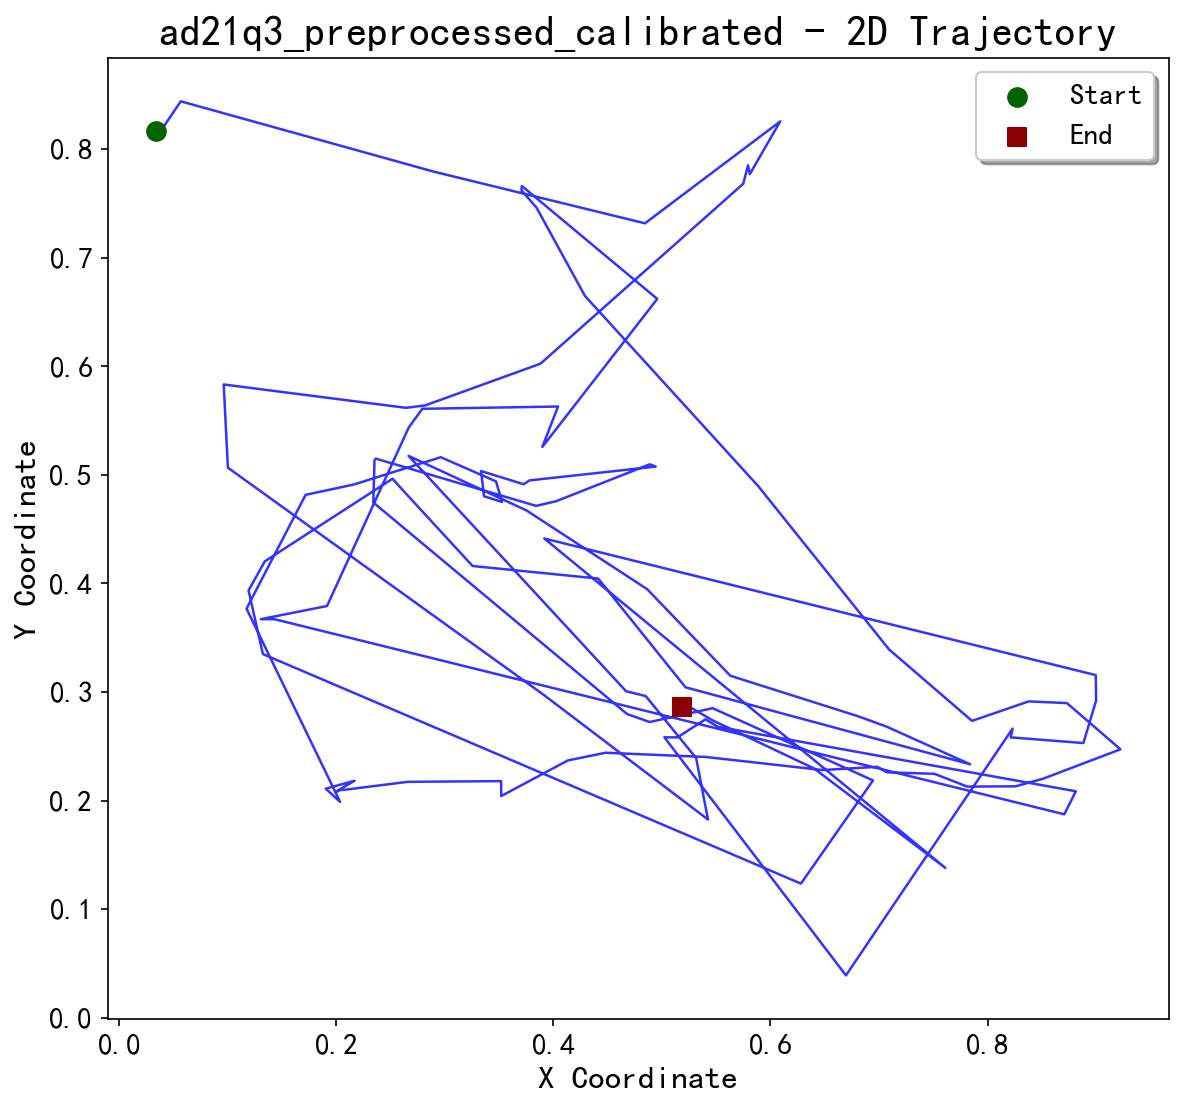 ad21q3_preprocessed_calibrated - 2D Trajectory
Start
End
Y Coordinate
0.8
0.7
0.6
0.5
0.4
0.3
0.2
0.1
0.0
0.0 0.2 0.4 0.6 0.8
X Coordinate